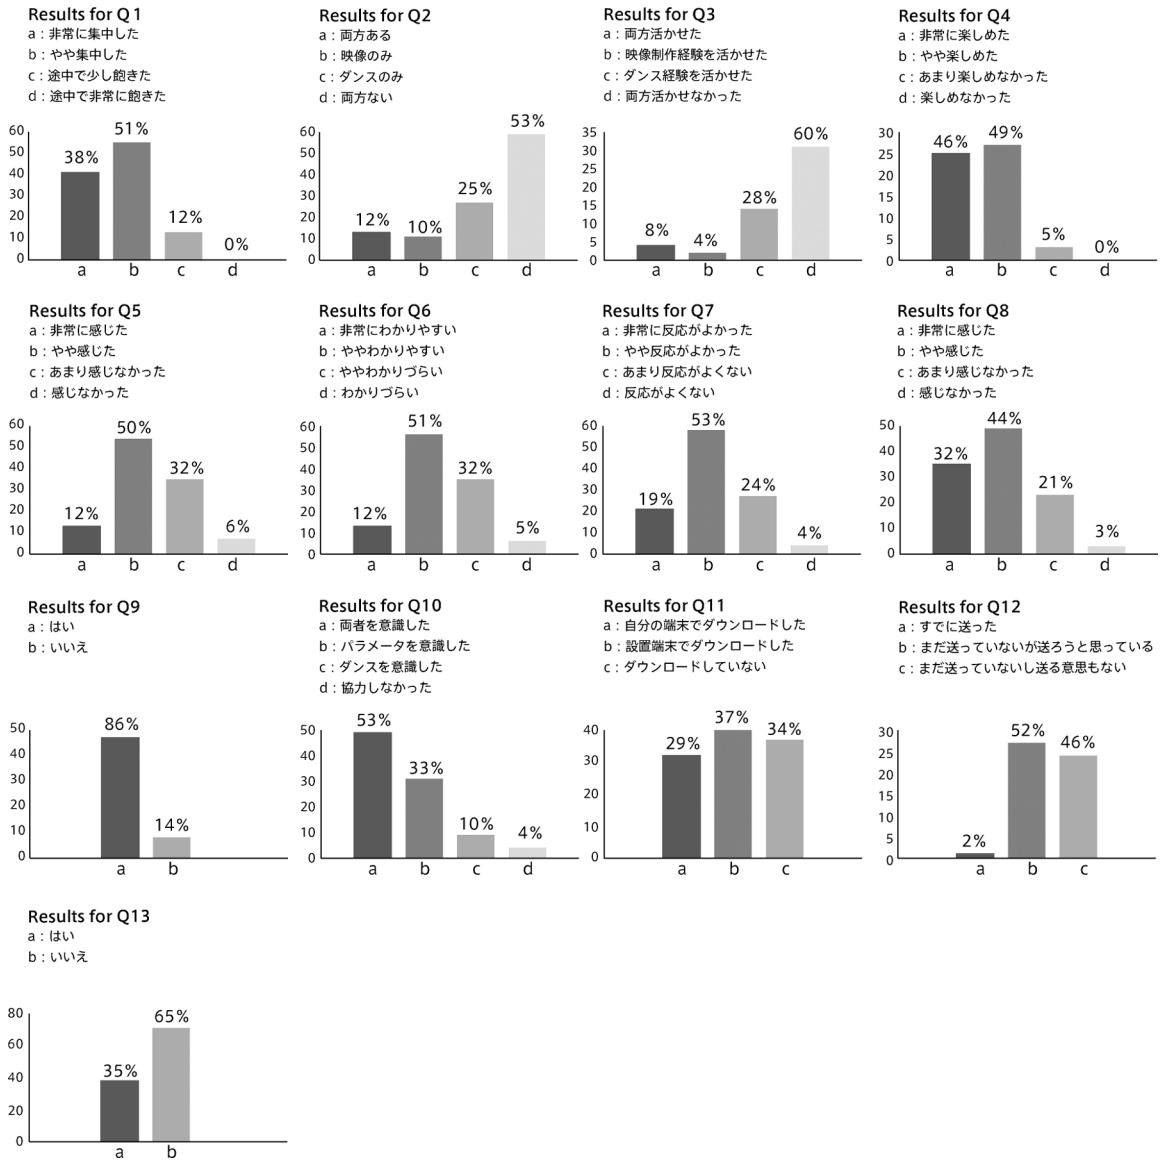 Results for Q1
a：非常に集中した
b：やや集中した
c：途中で少し飽きた
d：途中で非常に飽きた
60
50
40
30
20
10
0
38%
51%
12%
0%
a b c d
Results for Q2
a：両方ある
b：映像のみ
c：ダンスのみ
d：両方ない
60
50
40
30
20
10
0
12%
10%
25%
53%
a b c d
Results for Q3
a：両方活かせた
b：映像制作経験を活かせた
c：ダンス経験を活かせた
d：両方活かせなかった
35
30
25
20
15
10
5
0
8%
4%
28%
60%
a b c d
Results for Q4
a：非常に楽しめた
b：やや楽しめた
c：あまり楽しめなかった
d：楽しめなかった
30
25
20
15
10
5
0
46%
49%
5%
0%
a b c d
Results for Q5
a：非常に感じた
b：やや感じた
c：あまり感じなかった
d：感じなかった
60
50
40
30
20
10
0
12%
50%
32%
6%
a b c d
Results for Q6
a：非常にわかりやすい
b：ややわかりやすい
c：ややわかりづらい
d：わかりづらい
60
50
40
30
20
10
0
12%
51%
32%
5%
a b c d
Results for Q7
a：非常に反応がよかった
b：やや反応がよかった
c：あまり反応がよくない
d：反応がよくない
60
50
40
30
20
10
0
19%
53%
24%
4%
a b c d
Results for Q8
a：非常に感じた
b：やや感じた
c：あまり感じなかった
d：感じなかった
50
40
30
20
10
0
32%
44%
21%
3%
a b c d
Results for Q9
a：はい
b：いいえ
50
40
30
20
10
0
86%
14%
a b
Results for Q10
a：両者を意識した
b：パラメータを意識した
c：ダンスを意識した
d：協力しなかった
50
40
30
20
10
0
53%
33%
10%
4%
a b c d
Results for Q11
a：自分の端末でダウンロードした
b：設置端末でダウンロードした
c：ダウンロードしていない
40
30
20
10
0
29%
37%
34%
a b c
Results for Q12
a：すでに送った
b：まだ送っていないが送ろうと思っている
c：まだ送っていないし送る意思もない
30
25
20
15
10
5
0
2%
52%
46%
a b c
Results for Q13
a：はい
b：いいえ
80
60
40
20
0
35%
65%
a b